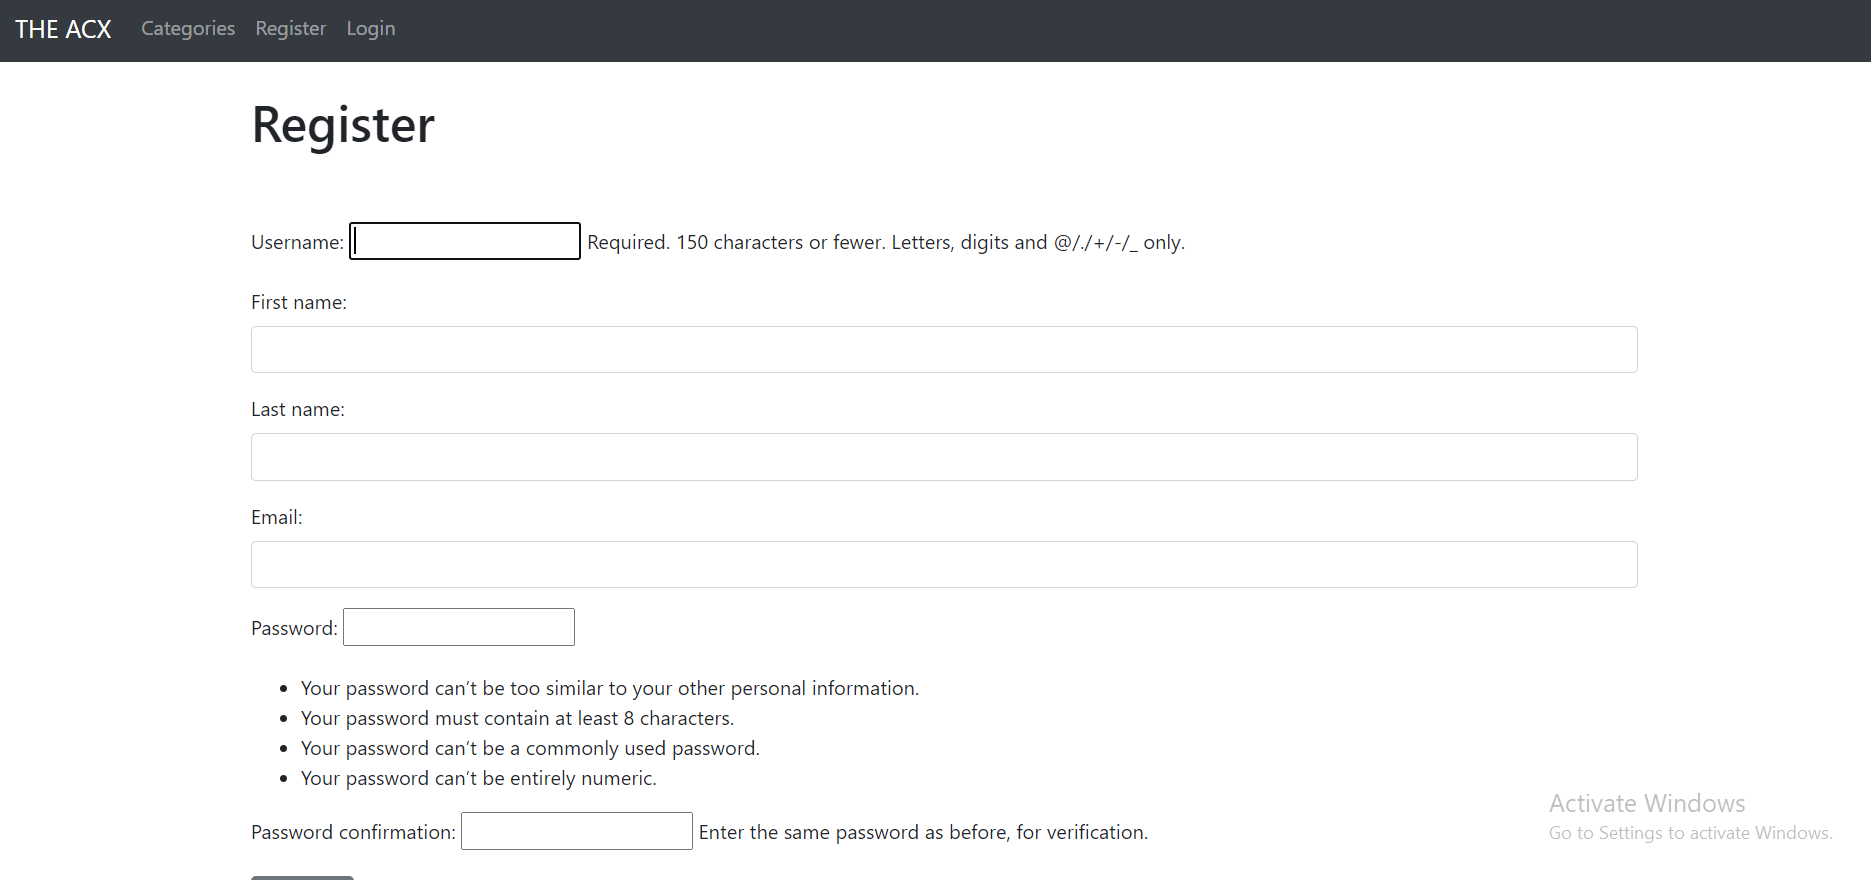 THE ACX Categories Register Login
Register
Username: Required. 150 characters or fewer. Letters, digits and @/./+/-/_ only.
First name:
Last name:
Email:
Password:
Your password can’t be too similar to your other personal information.
Your password must contain at least 8 characters.
Your password can’t be a commonly used password.
Your password can’t be entirely numeric.
Password confirmation: Enter the same password as before, for verification.
Activate Windows
Go to Settings to activate Windows.